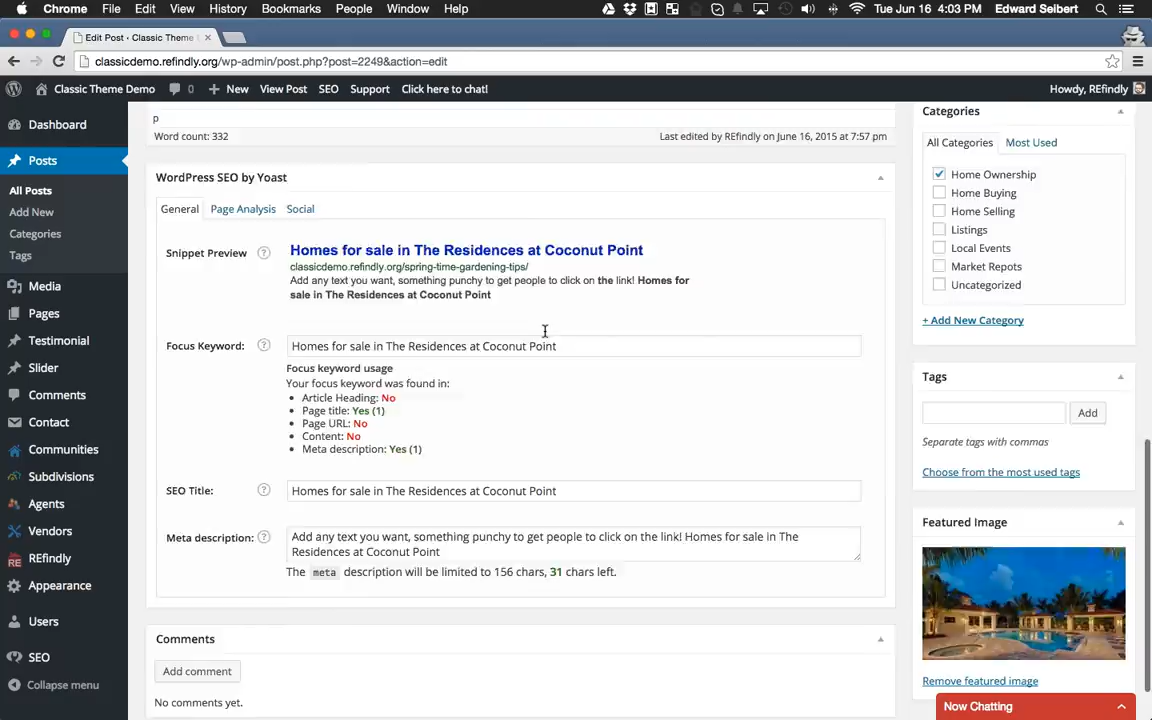 Chrome File Edit View History Bookmarks People Window Help Tue Jun 16 4:03 PM Edward Seibert
Edit Post ‹ Classic Theme
classicdemo.refindly.org/wp-admin/post.php?post=2249&action=edit
Classic Theme Demo 0 New View Post SEO Support Click here to chat! Howdy, REfindly
Dashboard
Posts
All Posts
Add New
Categories
Tags
Media
Pages
Testimonial
Slider
Comments
Contact
Communities
Subdivisions
Agents
Vendors
RE REfindly
Appearance
Users
SEO
Collapse menu
p
Word count: 332 Last edited by REfindly on June 16, 2015 at 7:57 pm
WordPress SEO by Yoast
General Page Analysis Social
Snippet Preview ? Homes for sale in The Residences at Coconut Point
classicdemo.refindly.org/spring-time-gardening-tips/
Add any text you want, something punchy to get people to click on the link! Homes for
sale in The Residences at Coconut Point
Focus Keyword: ? Homes for sale in The Residences at Coconut Point
Focus keyword usage
Your focus keyword was found in:
• Article Heading: No
• Page title: Yes (1)
• Page URL: No
• Content: No
• Meta description: Yes (1)
SEO Title: ? Homes for sale in The Residences at Coconut Point
Meta description: ? Add any text you want, something punchy to get people to click on the link! Homes for sale in The
Residences at Coconut Point
The meta description will be limited to 156 chars, 31 chars left.
Comments
Add comment
No comments yet.
Categories
All Categories Most Used
Home Ownership
Home Buying
Home Selling
Listings
Local Events
Market Repots
Uncategorized
+ Add New Category
Tags
Add
Separate tags with commas
Choose from the most used tags
Featured Image
Remove featured image
Now Chatting